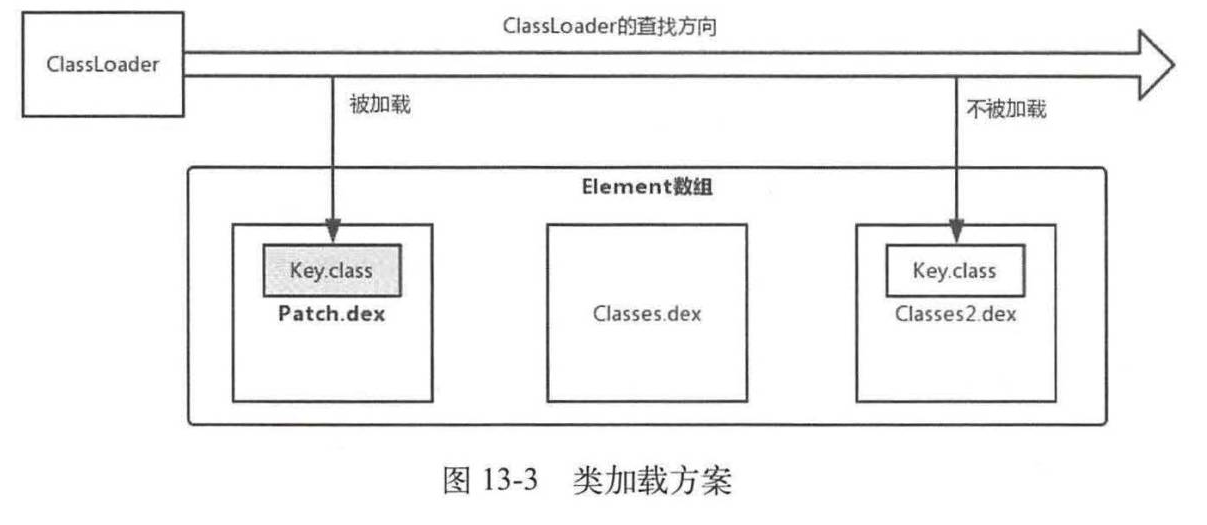 ClassLoader的查找方向
ClassLoader
被加载
不被加载
Element数组
Key.class
Patch.dex
Classes.dex
Key.class
Classes2.dex
图 13-3 类加载方案